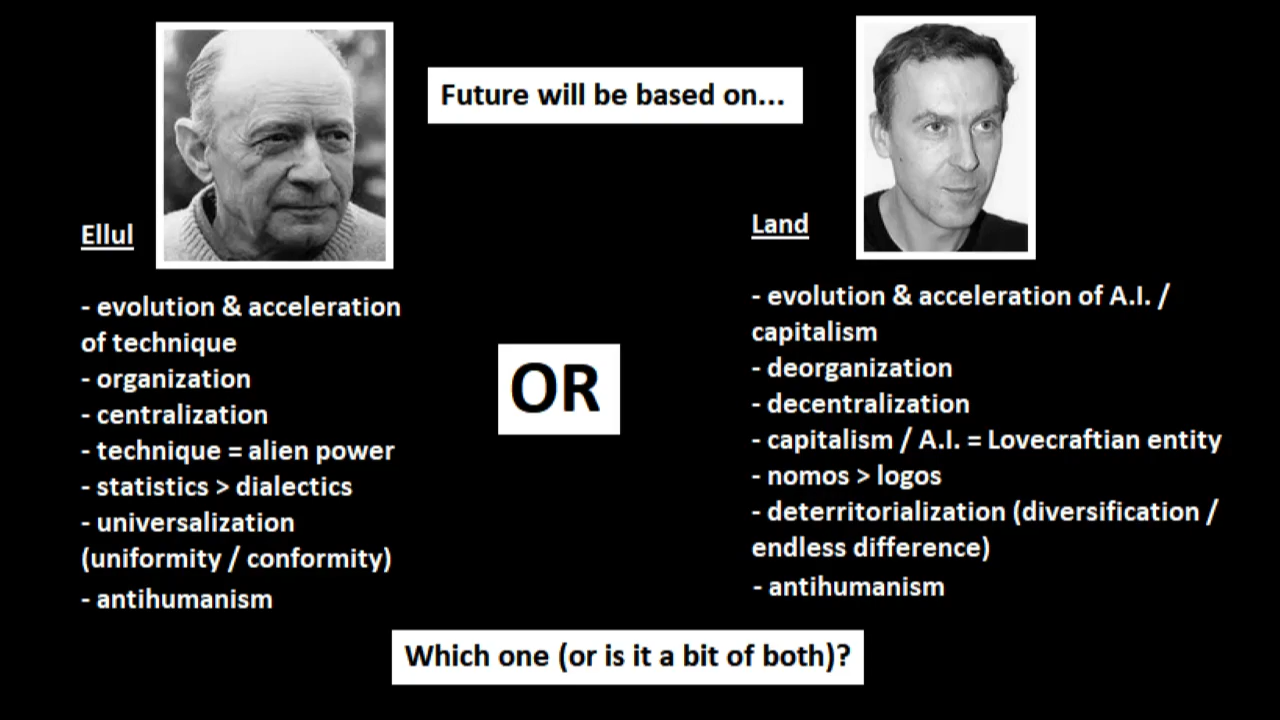 Future will be based on...
Ellul
- evolution & acceleration
of technique
- organization
- centralization
- technique = alien power
- statistics > dialectics
- universalization
(uniformity / conformity)
- antihumanism
OR
Land
- evolution & acceleration of A.I. /
capitalism
- deorganization
- decentralization
- capitalism / A.I. = Lovecraftian entity
- nomos > logos
- deterritorialization (diversification /
endless difference)
- antihumanism
Which one (or is it a bit of both)?